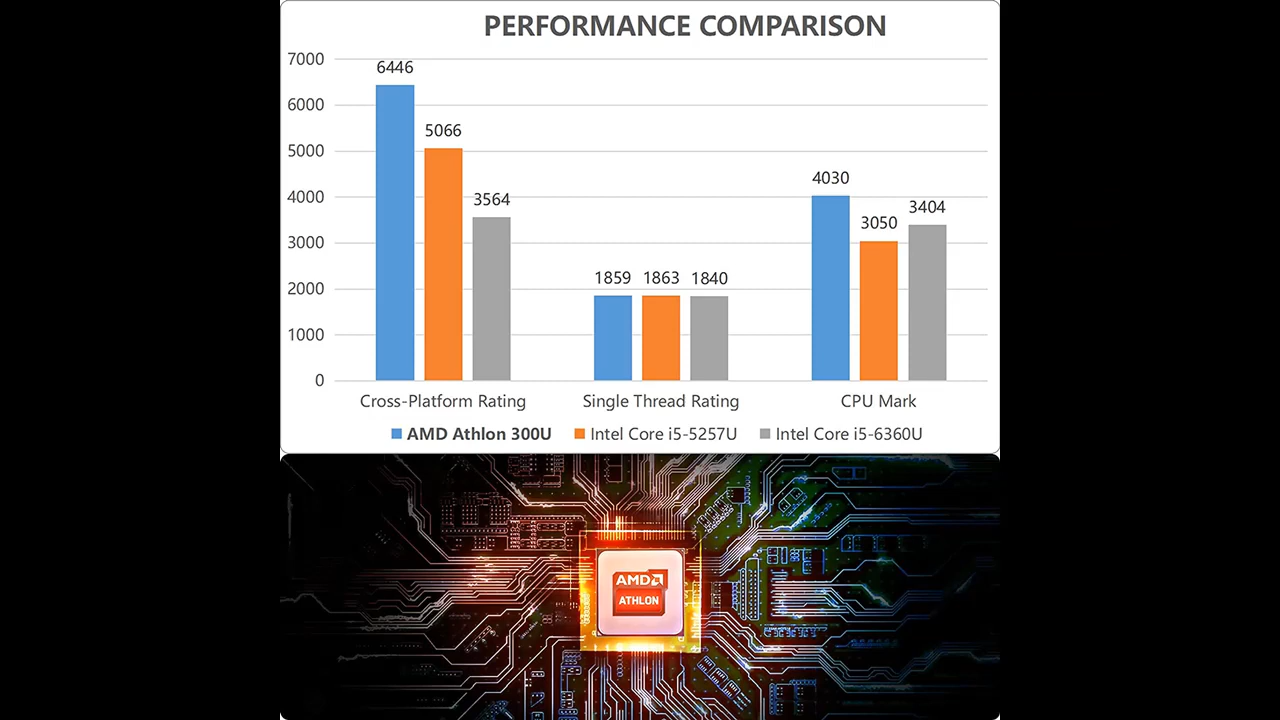 PERFORMANCE COMPARISON
7000
6000
5000
4000
3000
2000
1000
0
6446
5066
3564
1859
1863
1840
4030
3050
3404
Cross-Platform Rating
Single Thread Rating
CPU Mark
AMD Athlon 300U
Intel Core i5-5257U
Intel Core i5-6360U
AMD
ATHLON